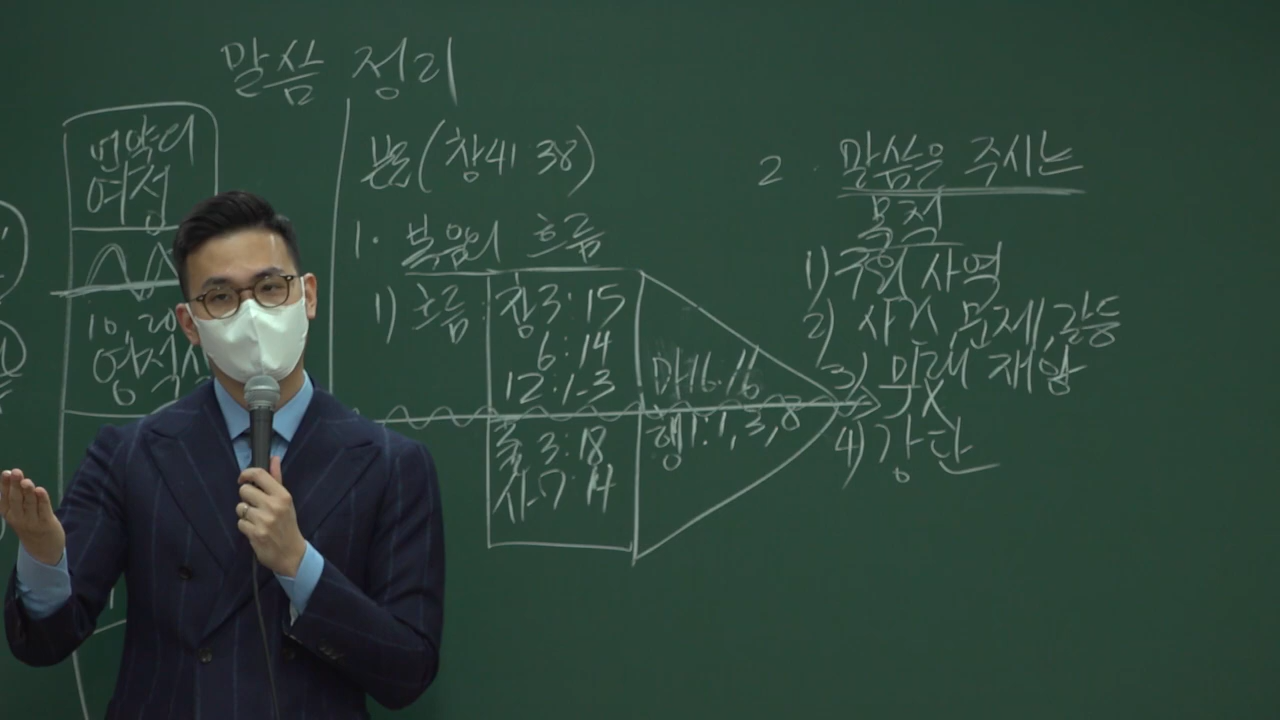 말씀 정리
언약의
여정
10, 20
영적
본문(창41 38)
1. 복음의 흐름
1) 흐름:
창3:15
6:14
12:1-3
출3:18
사7:14
마16:16
행1:1,3,8
2. 말씀을 주시는
목적
1) 구원 사역
2) 사건,문제,갈등
3) 미래 재앙
4) 강단